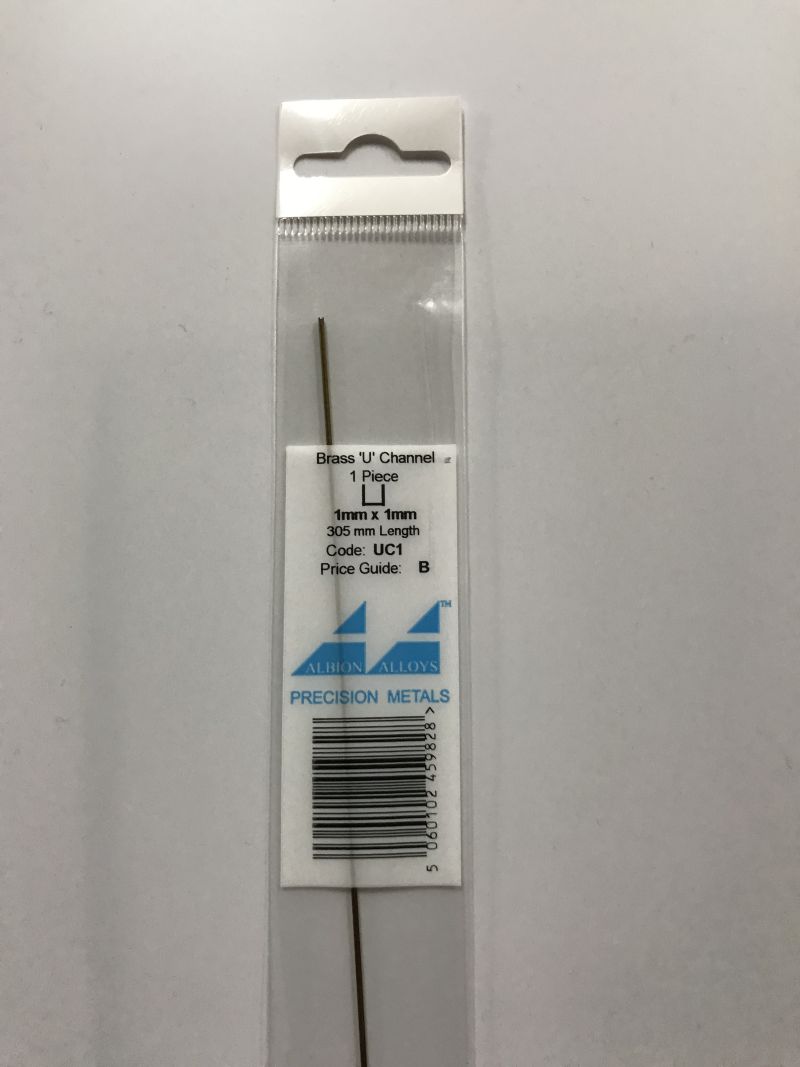 Brass 'U' Channel
1 Piece
1mm x 1mm
305 mm Length
Code: UC1
Price Guide: B
ALBION ALLOYS™
PRECISION METALS
5 060102 459828 >